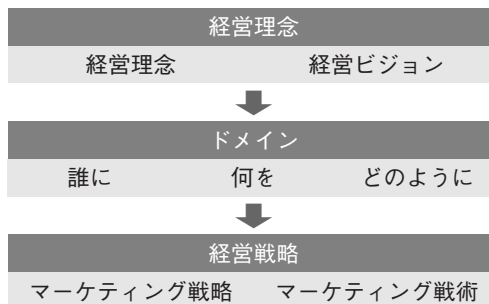 経営理念
経営理念 経営ビジョン
ドメイン
誰に 何を どのように
経営戦略
マーケティング戦略 マーケティング戦術